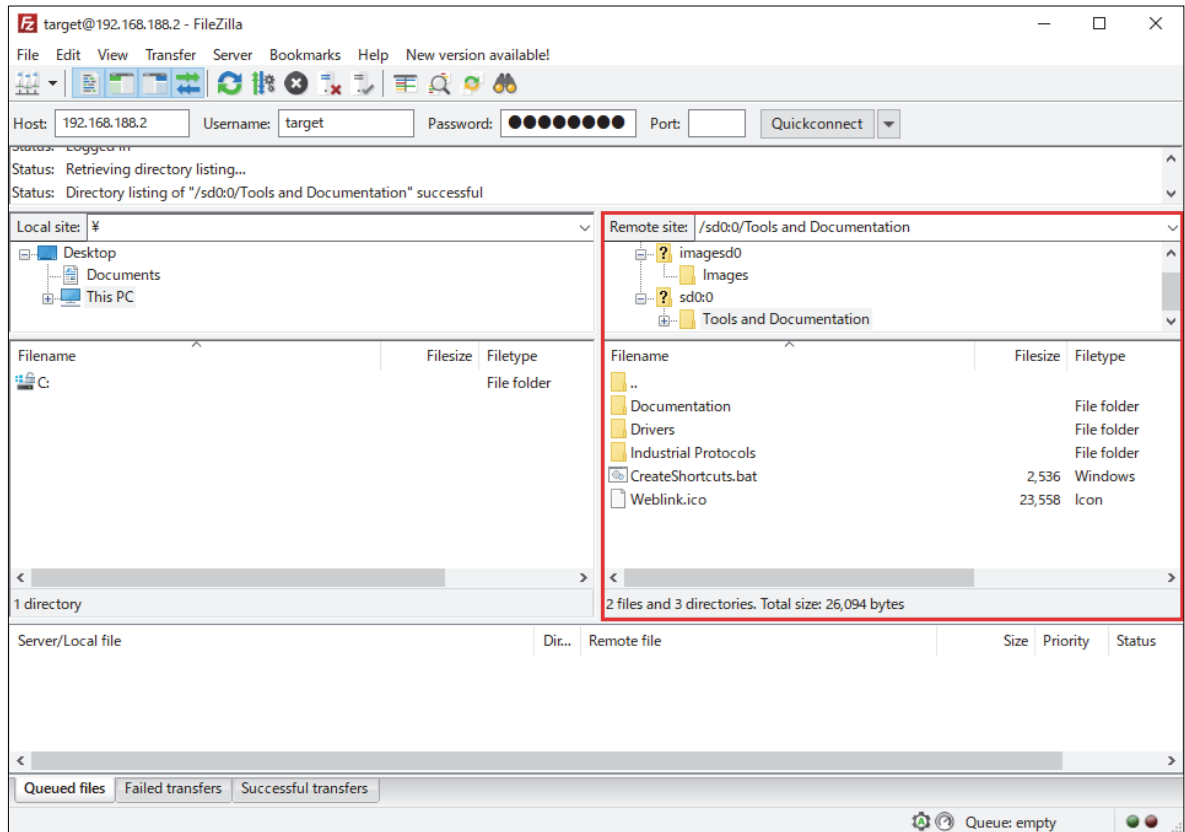 target@192.168.188.2 - FileZilla
File Edit View Transfer Server Bookmarks Help New version available!
Host: 192.168.188.2 Username: target Password: ●●●●●●●● Port: Quickconnect
Status: Logged in
Status: Retrieving directory listing...
Status: Directory listing of "/sd0:0/Tools and Documentation" successful
Local site: ¥
Desktop
Documents
This PC
Filename Filesize Filetype
C: File folder
1 directory
Remote site: /sd0:0/Tools and Documentation
? imagesd0
Images
? sd0:0
Tools and Documentation
Filename Filesize Filetype
..
Documentation File folder
Drivers File folder
Industrial Protocols File folder
CreateShortcuts.bat 2,536 Windows
Weblink.ico 23,558 Icon
2 files and 3 directories. Total size: 26,094 bytes
Server/Local file Dir... Remote file Size Priority Status
Queued files Failed transfers Successful transfers
Queue: empty